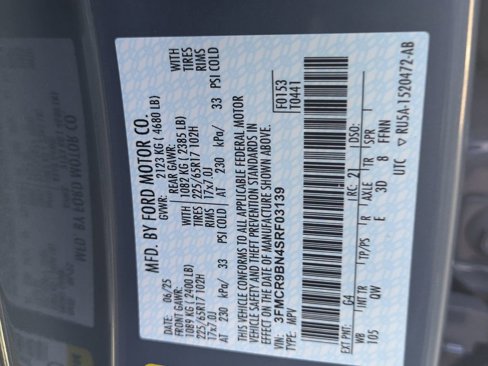 MFD. BY FORD MOTOR CO.
DATE: 06/25 GVWR: 2123 KG ( 4680 LB)
FRONT GAWR: REAR GAWR: WITH
1089 KG ( 2400 LB) WITH 1082 KG ( 2385 LB) TIRES
225/65R17 102H TIRES 225/65R17 102H RIMS
17x7.0J RIMS 17x7.0J
AT 230 kPa/ 33 PSI COLD AT 230 kPa/ 33 PSI COLD
THIS VEHICLE CONFORMS TO ALL APPLICABLE FEDERAL MOTOR
VEHICLE SAFETY AND THEFT PREVENTION STANDARDS IN
EFFECT ON THE DATE OF MANUFACTURE SHOWN ABOVE.
VIN: 3FMCR9BN4SRF03139 F0153
TYPE: MPV T0441
EXT PNT: G4 RC: 21 DSO:
WB INT TR TP/PS R AXLE TR SPR
105 QW E 3D 8 FFNN
UTC RU5A-1520472-AB